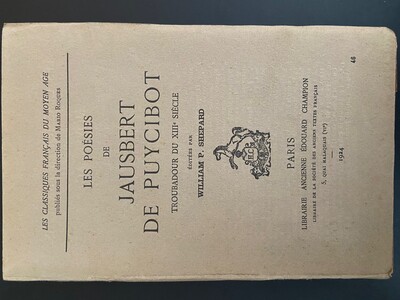 LES CLASSIQUES FRANÇAIS DU MOYEN AGE
publiés sous la direction de MARIO ROQUES
LES POÉSIES
DE
JAUSBERT
DE PUYCIBOT
TROUBADOUR DU XIIIᵉ SIÈCLE
ÉDITÉES PAR
WILLIAM P. SHEPARD
PARIS
LIBRAIRIE ANCIENNE ÉDOUARD CHAMPION
LIBRAIRE DE LA SOCIÉTÉ DES ANCIENS TEXTES FRANÇAIS
5, QUAI MALAQUAIS (VIᵉ)
1924
46